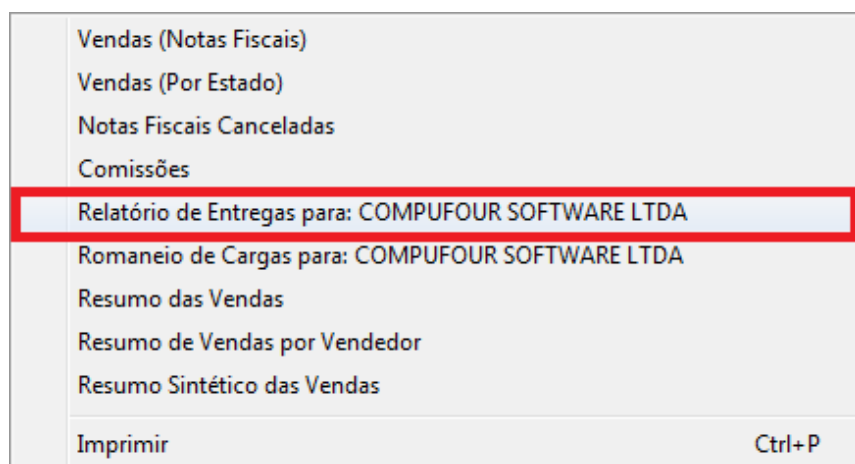 Vendas (Notas Fiscais)
Vendas (Por Estado)
Notas Fiscais Canceladas
Comissões
Relatório de Entregas para: COMPUFOUR SOFTWARE LTDA
Romaneio de Cargas para: COMPUFOUR SOFTWARE LTDA
Resumo das Vendas
Resumo de Vendas por Vendedor
Resumo Sintético das Vendas
Imprimir Ctrl+P